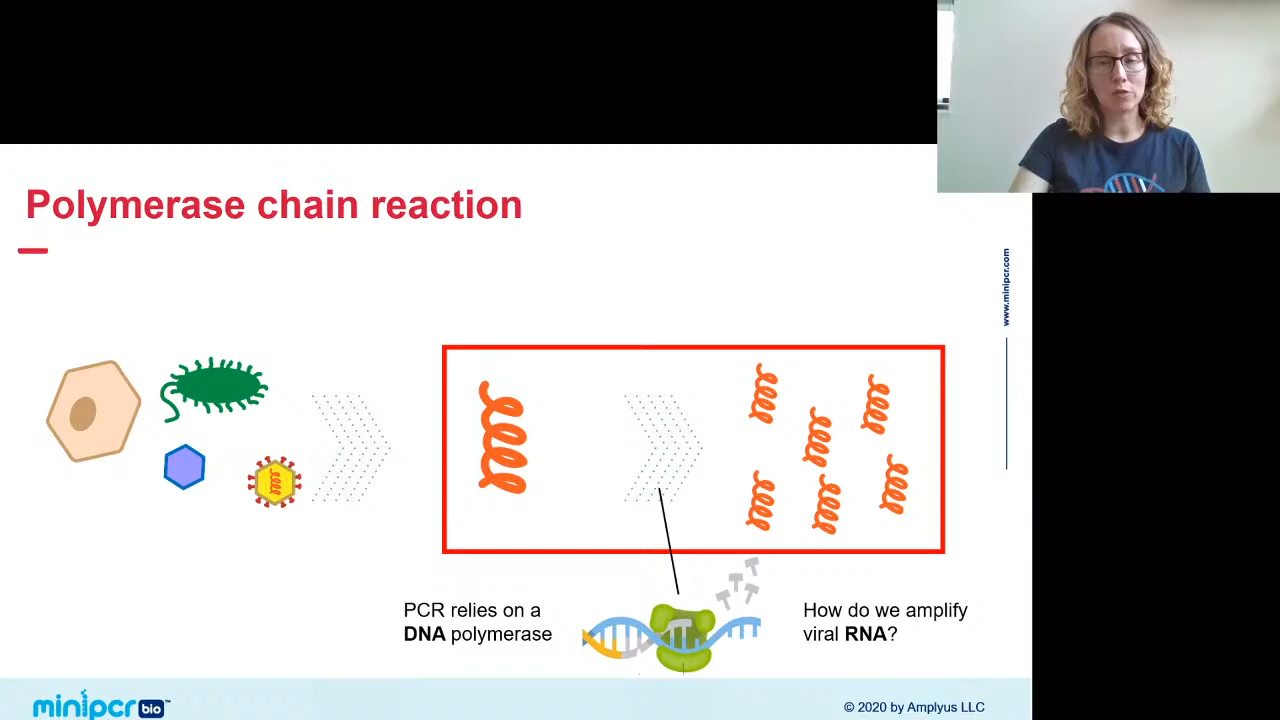 Polymerase chain reaction
www.minipcr.com
PCR relies on a
DNA polymerase
How do we amplify
viral RNA?
minipcr bio™
© 2020 by Amplyus LLC